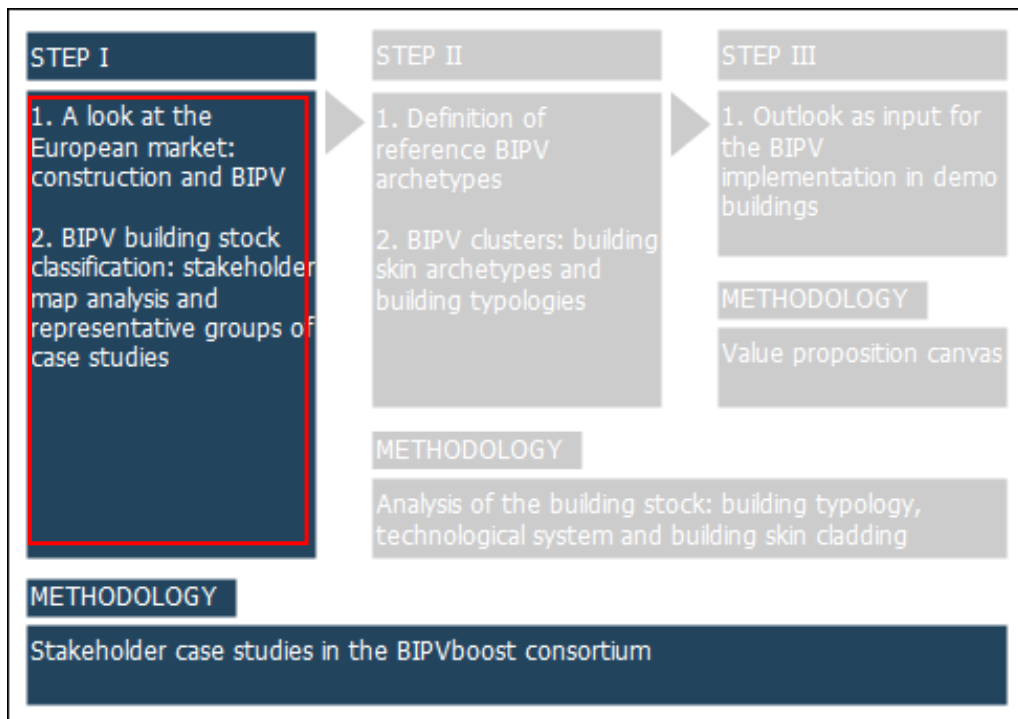 STEP I
1. A look at the
European market:
construction and BIPV
2. BIPV building stock
classification: stakeholder
map analysis and
representative groups of
case studies
STEP II
1. Definition of
reference BIPV
archetypes
2. BIPV clusters: building
skin archetypes and
building typologies
STEP III
1. Outlook as input for
the BIPV
implementation in demo
buildings
METHODOLOGY
Value proposition canvas
METHODOLOGY
Analysis of the building stock: building typology,
technological system and building skin cladding
METHODOLOGY
Stakeholder case studies in the BIPVboost consortium